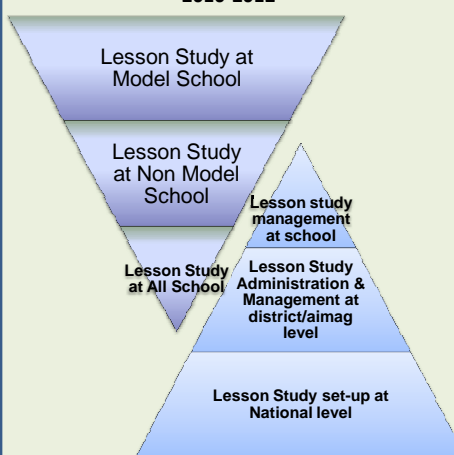 Lesson Study at
Model School
Lesson Study
at Non Model
School
Lesson Study
at All School
Lesson study
management
at school
Lesson Study
Administration &
Management at
district/aimag
level
Lesson Study set-up at
National level